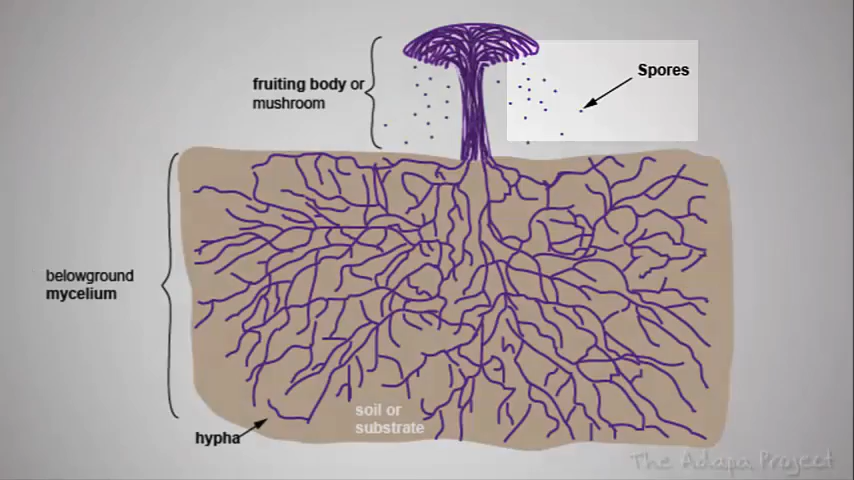 Spores
fruiting body or
mushroom
belowground
mycelium
soil or
substrate
hypha
The Adapa Project